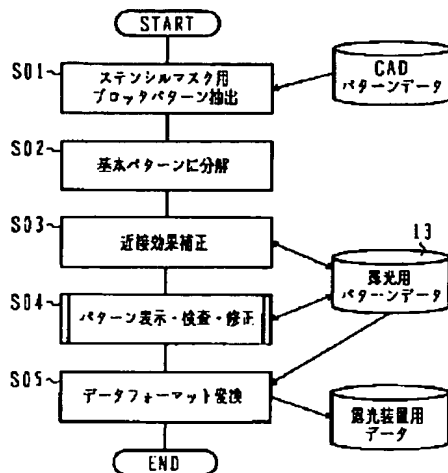 START
S01
ステンシルマスク用
ブロックパターン抽出
CAD
パターンデータ
S02
基本パターンに分解
S03
近接効果補正
13
露光用
パターンデータ
S04
パターン表示・検査・修正
S05
データフォーマット変換
露光装置用
データ
END